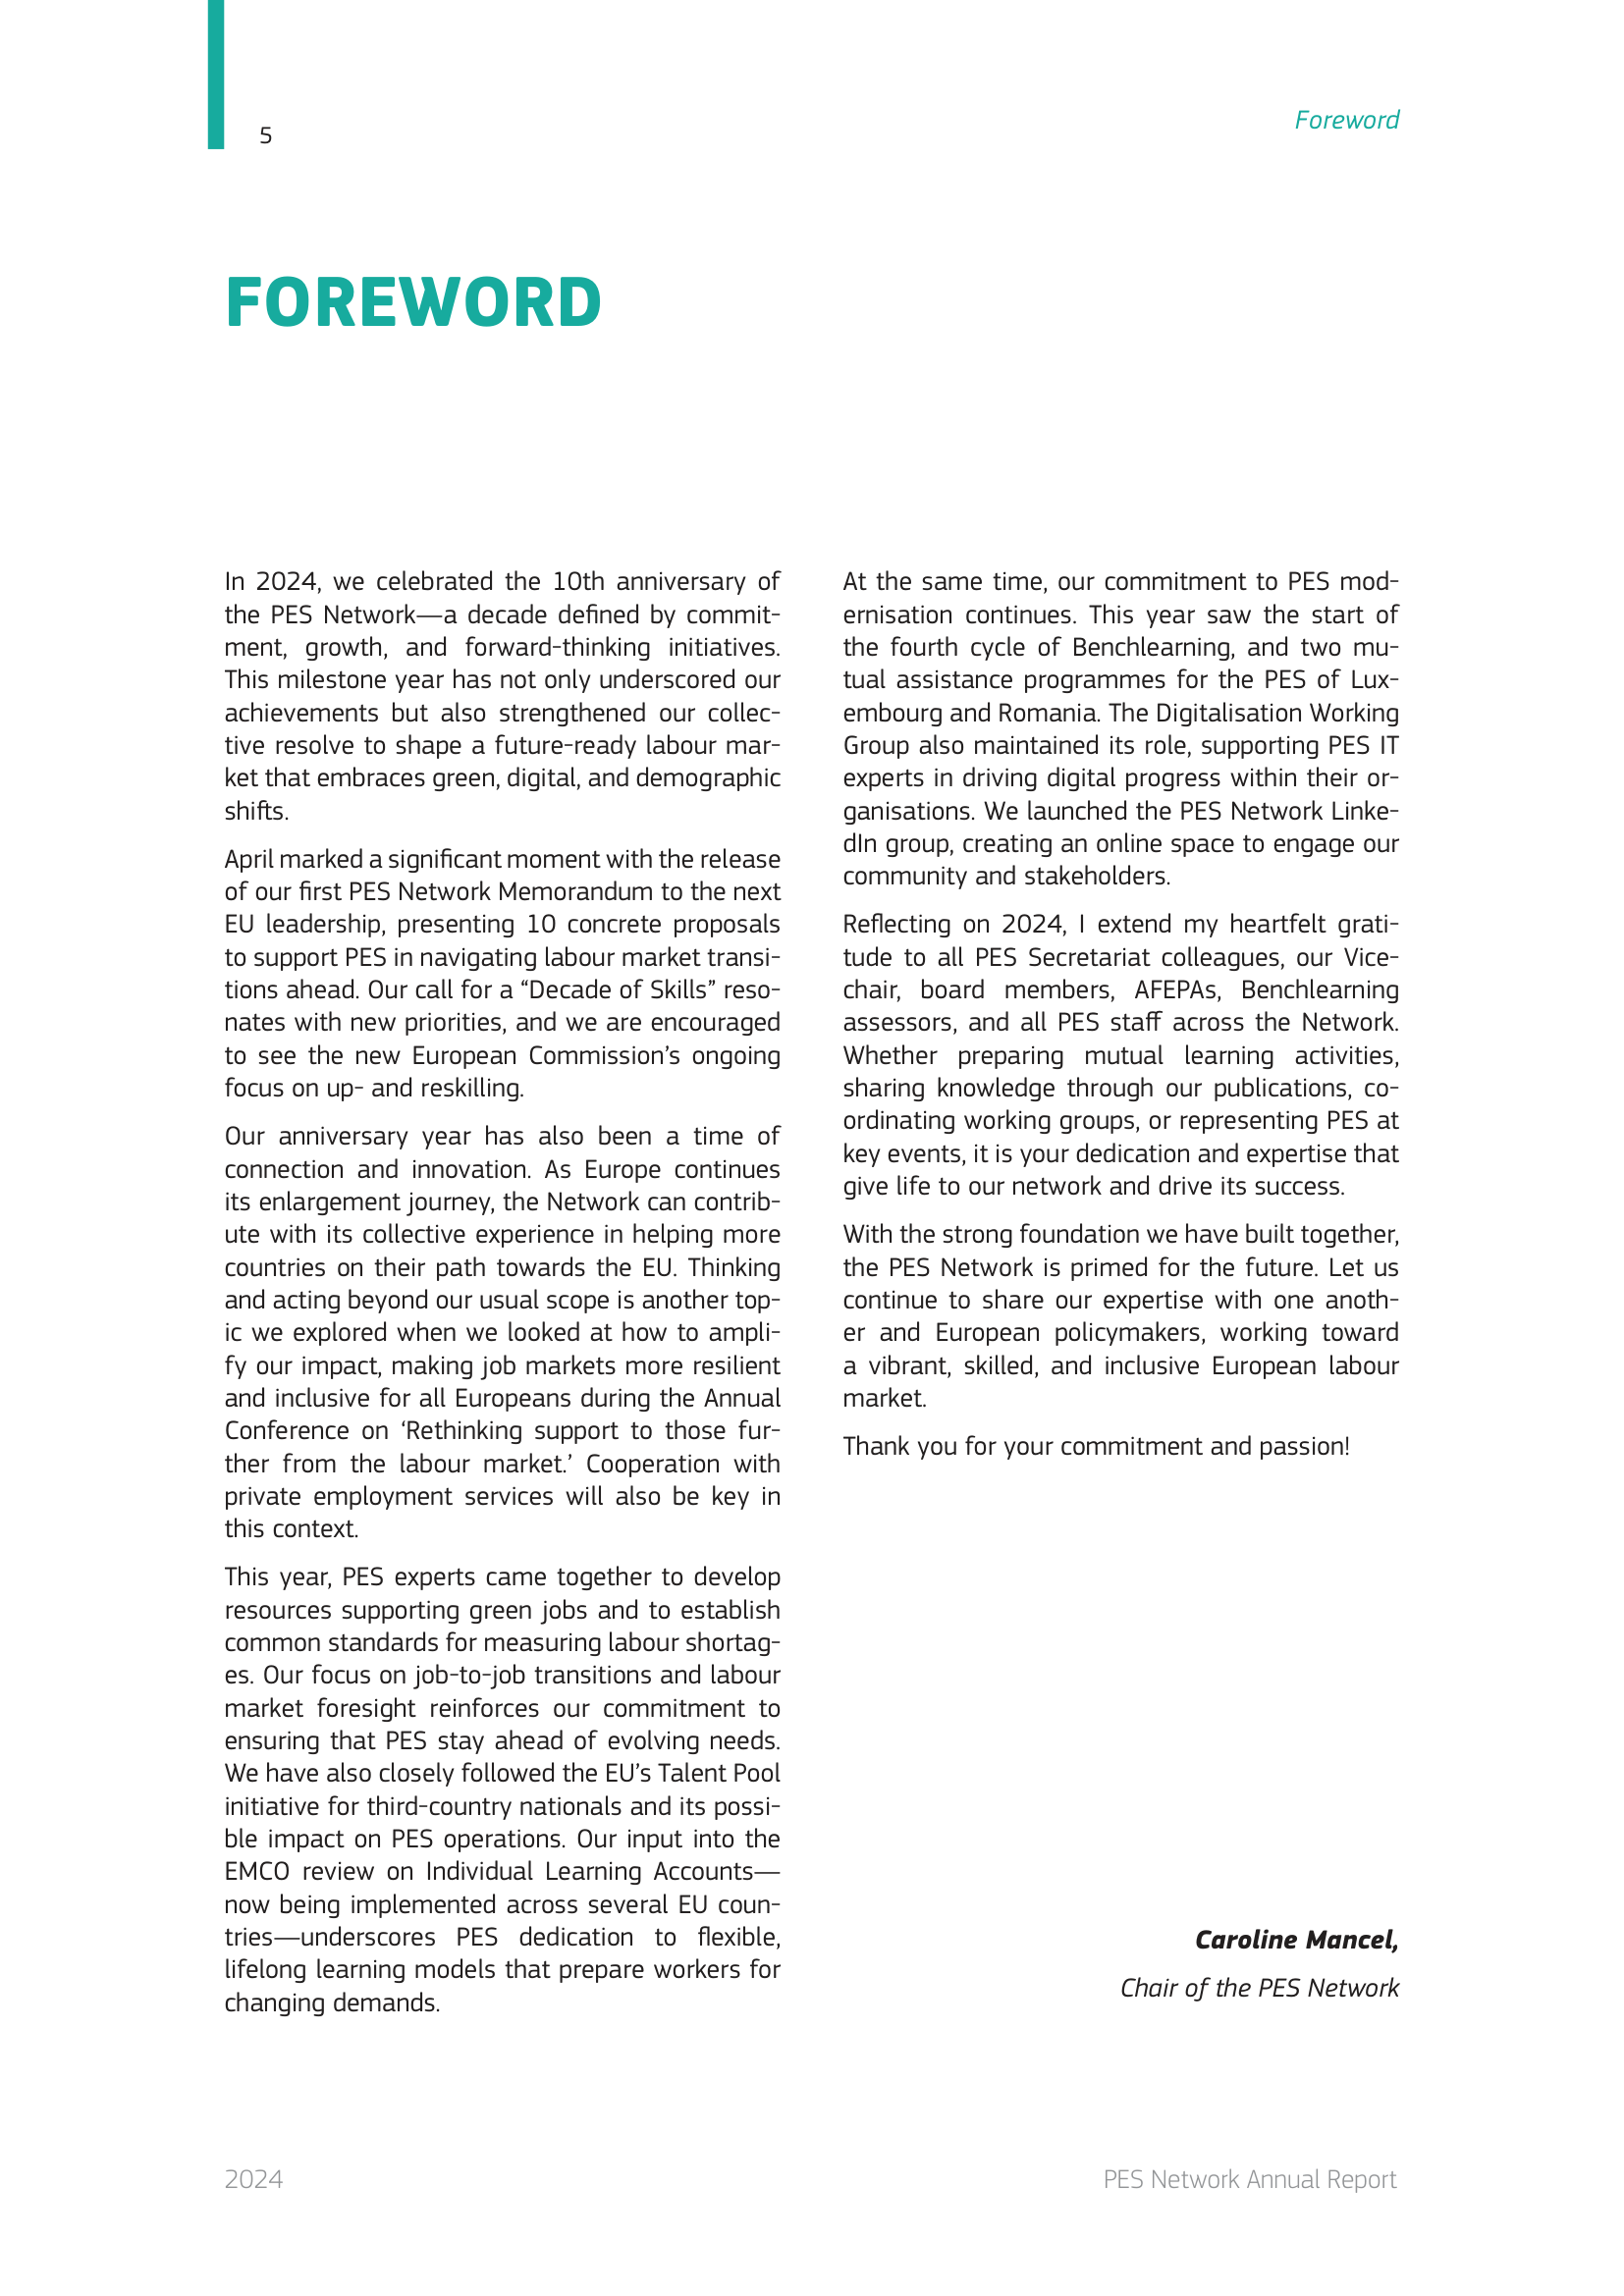 5
Foreword
FOREWORD
In 2024, we celebrated the 10th anniversary of
the PES Network—a decade defined by commit-
ment, growth, and forward-thinking initiatives.
This milestone year has not only underscored our
achievements but also strengthened our collec-
tive resolve to shape a future-ready labour mar-
ket that embraces green, digital, and demographic
shifts.
April marked a significant moment with the release
of our first PES Network Memorandum to the next
EU leadership, presenting 10 concrete proposals
to support PES in navigating labour market transi-
tions ahead. Our call for a “Decade of Skills” reso-
nates with new priorities, and we are encouraged
to see the new European Commission’s ongoing
focus on up- and reskilling.
Our anniversary year has also been a time of
connection and innovation. As Europe continues
its enlargement journey, the Network can contrib-
ute with its collective experience in helping more
countries on their path towards the EU. Thinking
and acting beyond our usual scope is another top-
ic we explored when we looked at how to ampli-
fy our impact, making job markets more resilient
and inclusive for all Europeans during the Annual
Conference on ‘Rethinking support to those fur-
ther from the labour market.’ Cooperation with
private employment services will also be key in
this context.
This year, PES experts came together to develop
resources supporting green jobs and to establish
common standards for measuring labour shortag-
es. Our focus on job-to-job transitions and labour
market foresight reinforces our commitment to
ensuring that PES stay ahead of evolving needs.
We have also closely followed the EU’s Talent Pool
initiative for third-country nationals and its possi-
ble impact on PES operations. Our input into the
EMCO review on Individual Learning Accounts—
now being implemented across several EU coun-
tries—underscores PES dedication to flexible,
lifelong learning models that prepare workers for
changing demands.
At the same time, our commitment to PES mod-
ernisation continues. This year saw the start of
the fourth cycle of Benchlearning, and two mu-
tual assistance programmes for the PES of Lux-
embourg and Romania. The Digitalisation Working
Group also maintained its role, supporting PES IT
experts in driving digital progress within their or-
ganisations. We launched the PES Network Linke-
dIn group, creating an online space to engage our
community and stakeholders.
Reflecting on 2024, I extend my heartfelt grati-
tude to all PES Secretariat colleagues, our Vice-
chair, board members, AFEPAs, Benchlearning
assessors, and all PES staff across the Network.
Whether preparing mutual learning activities,
sharing knowledge through our publications, co-
ordinating working groups, or representing PES at
key events, it is your dedication and expertise that
give life to our network and drive its success.
With the strong foundation we have built together,
the PES Network is primed for the future. Let us
continue to share our expertise with one anoth-
er and European policymakers, working toward
a vibrant, skilled, and inclusive European labour
market.
Thank you for your commitment and passion!
Caroline Mancel,
Chair of the PES Network
2024
PES Network Annual Report